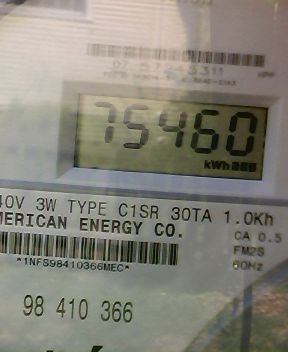 75460
kWh
40V 3W TYPE C1SR 30TA 1.0Kh
MERICAN ENERGY CO.
CA 0.5
FM2S
60Hz
*1NFS98410366MEC*
98 410 366